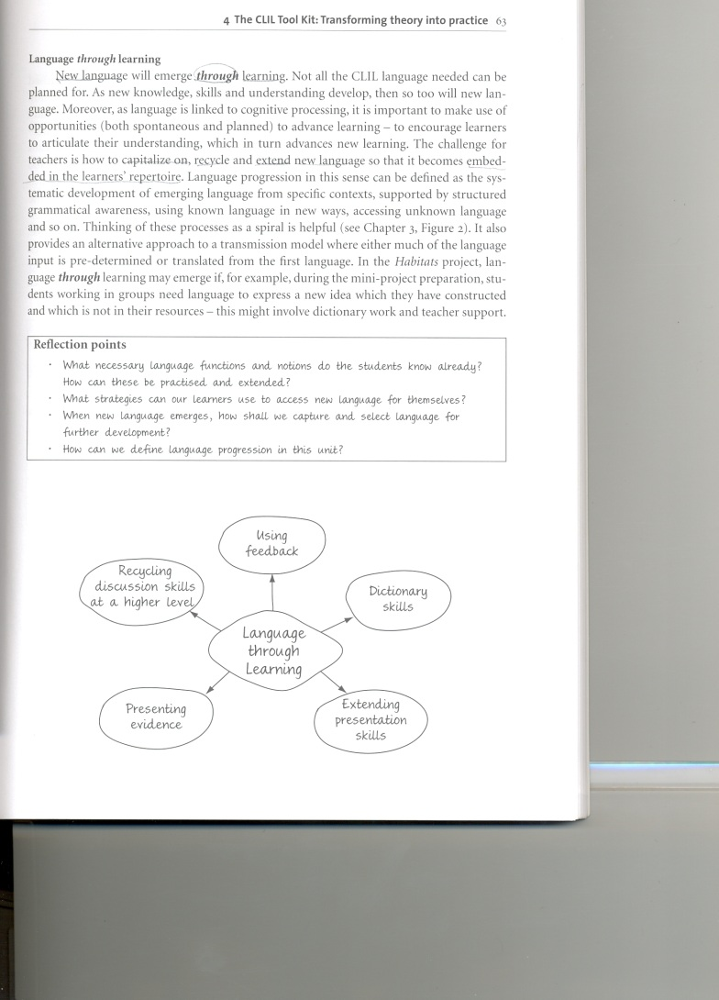 4 The CLIL Tool Kit: Transforming theory into practice 63
Language through learning
New language will emerge through learning. Not all the CLIL language needed can be
planned for. As new knowledge, skills and understanding develop, then so too will new lan-
guage. Moreover, as language is linked to cognitive processing, it is important to make use of
opportunities (both spontaneous and planned) to advance learning – to encourage learners
to articulate their understanding, which in turn advances new learning. The challenge for
teachers is how to capitalize on, recycle and extend new language so that it becomes embed-
ded in the learners' repertoire. Language progression in this sense can be defined as the sys-
tematic development of emerging language from specific contexts, supported by structured
grammatical awareness, using known language in new ways, accessing unknown language
and so on. Thinking of these processes as a spiral is helpful (see Chapter 3, Figure 2). It also
provides an alternative approach to a transmission model where either much of the language
input is pre-determined or translated from the first language. In the Habitats project, lan-
guage through learning may emerge if, for example, during the mini-project preparation, stu-
dents working in groups need language to express a new idea which they have constructed
and which is not in their resources – this might involve dictionary work and teacher support.
Reflection points
· What necessary language functions and notions do the students know already?
How can these be practised and extended?
· What strategies can our learners use to access new language for themselves?
· When new language emerges, how shall we capture and select language for
further development?
· How can we define language progression in this unit?
Using
feedback
Recycling
discussion skills
at a higher level
Dictionary
skills
Language
through
Learning
Presenting
evidence
Extending
presentation
skills